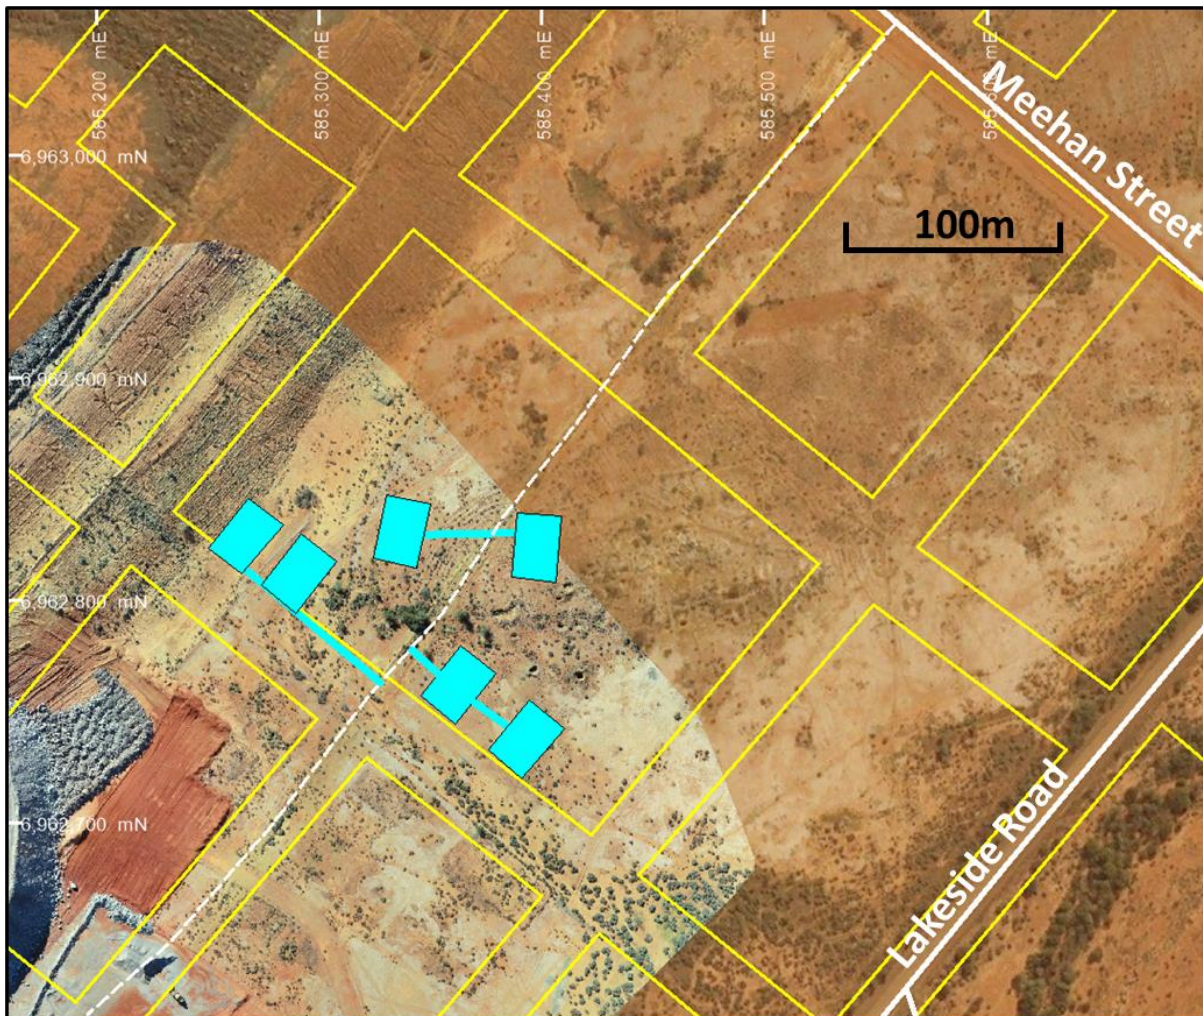 585,200 mE
585,300 mE
585,400 mE
585,500 mE
Meehan Street
6,963,000 mN
100m
6,962,900 mN
6,962,800 mN
6,962,700 mN
Lakeside Road